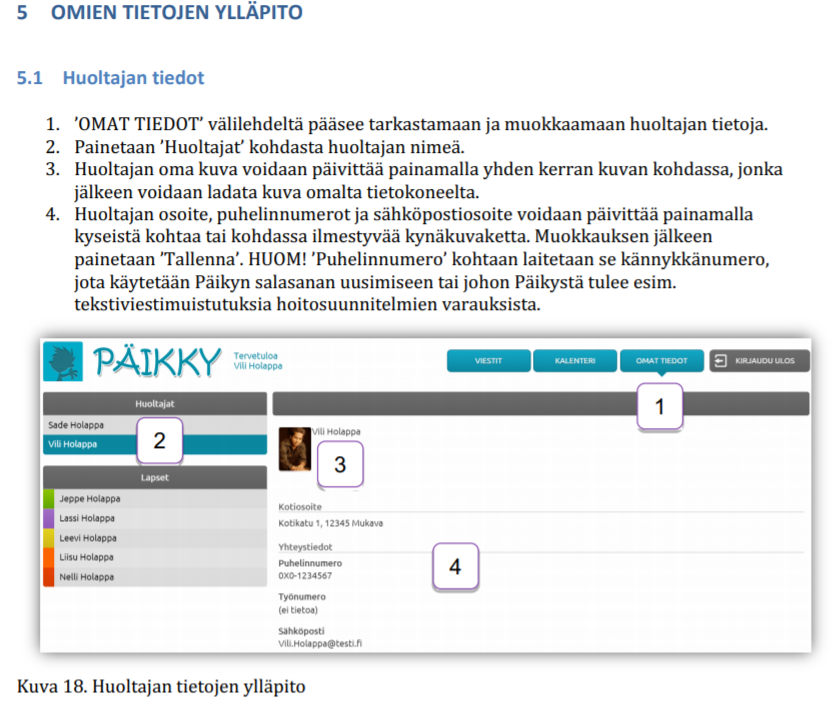 5 OMIEN TIETOJEN YLLÄPITO
5.1 Huoltajan tiedot
1. ’OMAT TIEDOT’ välilehdeltä pääsee tarkastamaan ja muokkaamaan huoltajan tietoja.
2. Painetaan ’Huoltajat’ kohdasta huoltajan nimeä.
3. Huoltajan oma kuva voidaan päivittää painamalla yhden kerran kuvan kohdassa, jonka
jälkeen voidaan ladata kuva omalta tietokoneelta.
4. Huoltajan osoite, puhelinnumerot ja sähköpostiosoite voidaan päivittää painamalla
kyseistä kohtaa tai kohdassa ilmestyvää kynäkuvaketta. Muokkauksen jälkeen
painetaan ’Tallenna’. HUOM! ’Puhelinnumero’ kohtaan laitetaan se kännykkänumero,
jota käytetään Päikyn salasanan uusimiseen tai johon Päikystä tulee esim.
tekstiviestimuistutuksia hoitosuunnitelmien varauksista.
PÄIKKY
Tervetuloa
Vili Holappa
VIESTIT
KALENTERI
OMAT TIEDOT
KIRJAUDU ULOS
1
Huoltajat
Sade Holappa
Vili Holappa
2
Lapset
Jeppe Holappa
Lassi Holappa
Leevi Holappa
Liisu Holappa
Nelli Holappa
Vili Holappa
3
Kotiosoite
Kotikatu 1, 12345 Mukava
Yhteystiedot
Puhelinnumero
0X0-1234567
4
Työnumero
(ei tietoa)
Sähköposti
Vili.Holappa@testi.fi
Kuva 18. Huoltajan tietojen ylläpito